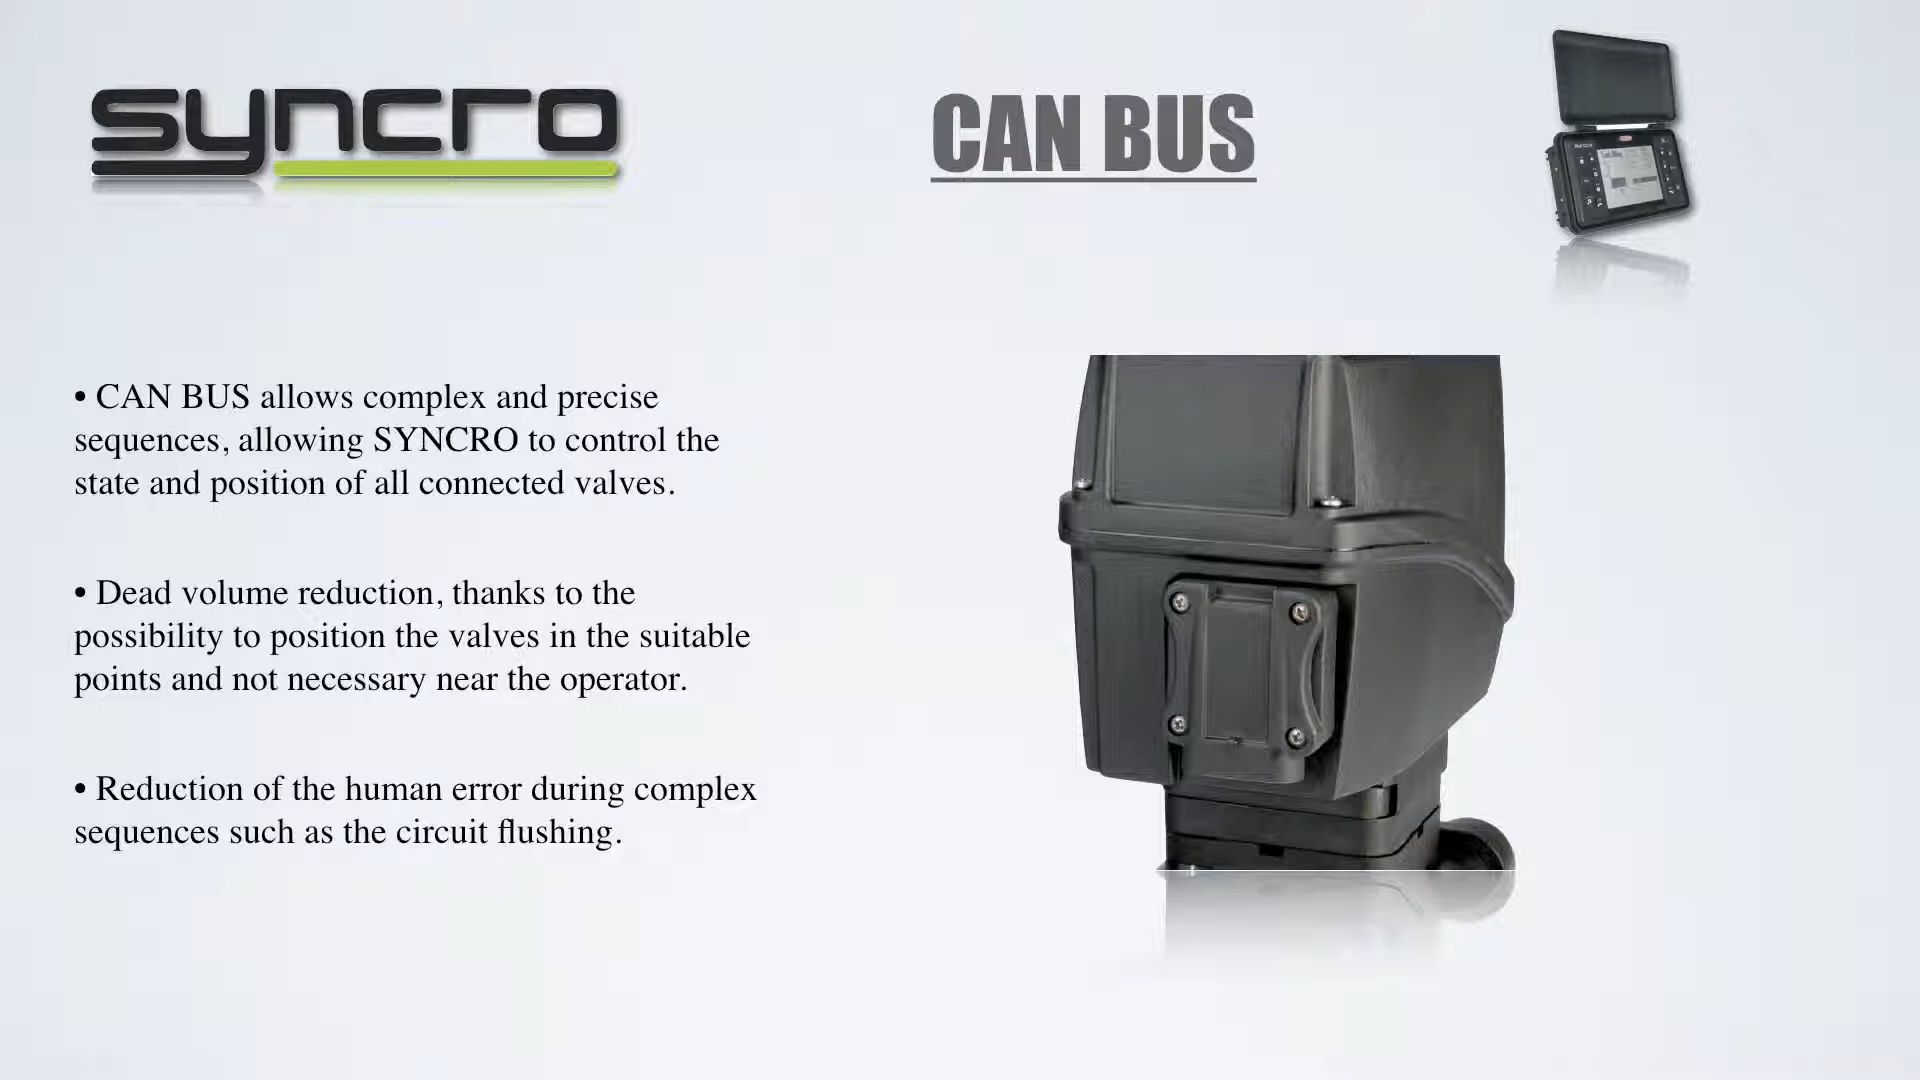 syncro
CAN BUS
• CAN BUS allows complex and precise
sequences, allowing SYNCRO to control the
state and position of all connected valves.
• Dead volume reduction, thanks to the
possibility to position the valves in the suitable
points and not necessary near the operator.
• Reduction of the human error during complex
sequences such as the circuit flushing.